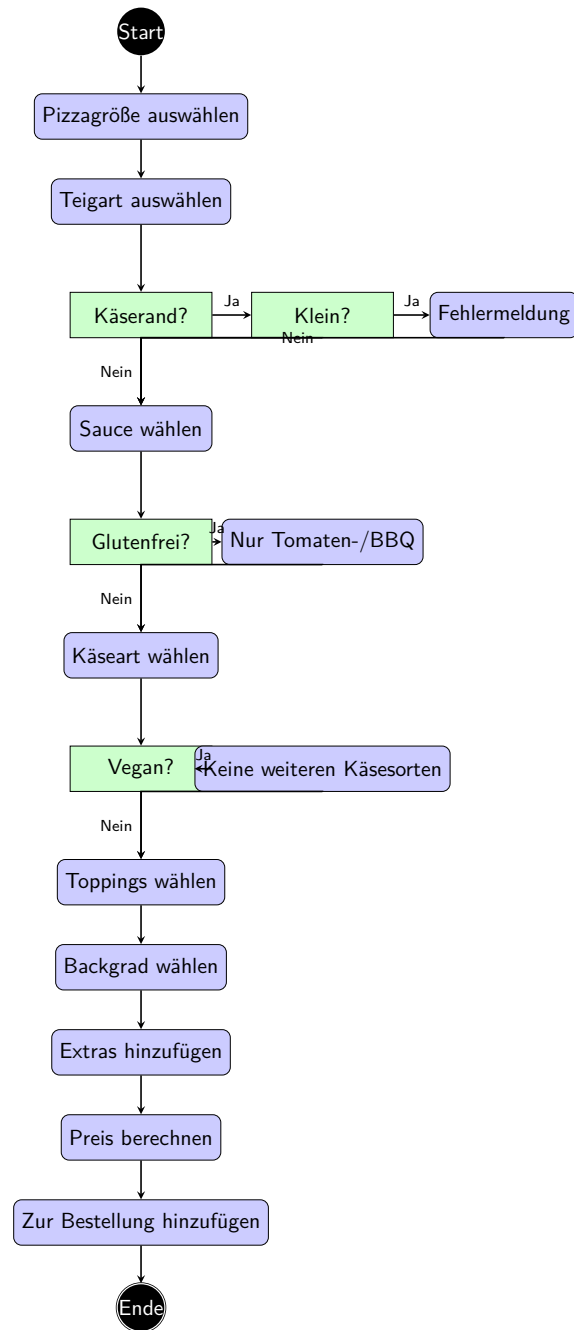 Start
Pizzagröße auswählen
Teigart auswählen
Käserand?
Ja
Klein?
Ja
Fehlermeldung
Nein
Nein
Sauce wählen
Glutenfrei?
Ja
Nur Tomaten-/BBQ
Nein
Käseart wählen
Vegan?
Ja
Keine weiteren Käsesorten
Nein
Toppings wählen
Backgrad wählen
Extras hinzufügen
Preis berechnen
Zur Bestellung hinzufügen
Ende